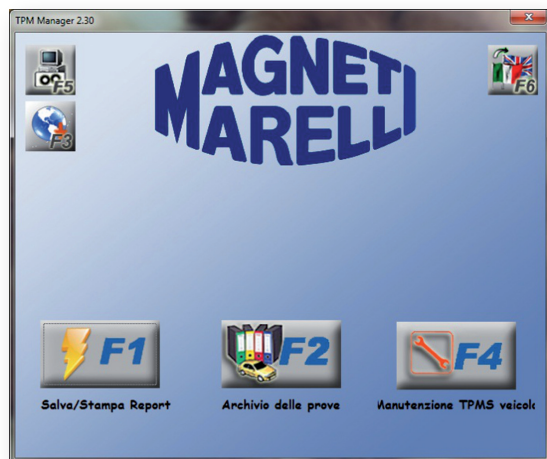 TPM Manager 2.30
F5
F6
F3
MAGNETI
MARELLI
F1
F2
F4
Salva/Stampa Report
Archivio delle prove
Manutenzione TPMS veicolo